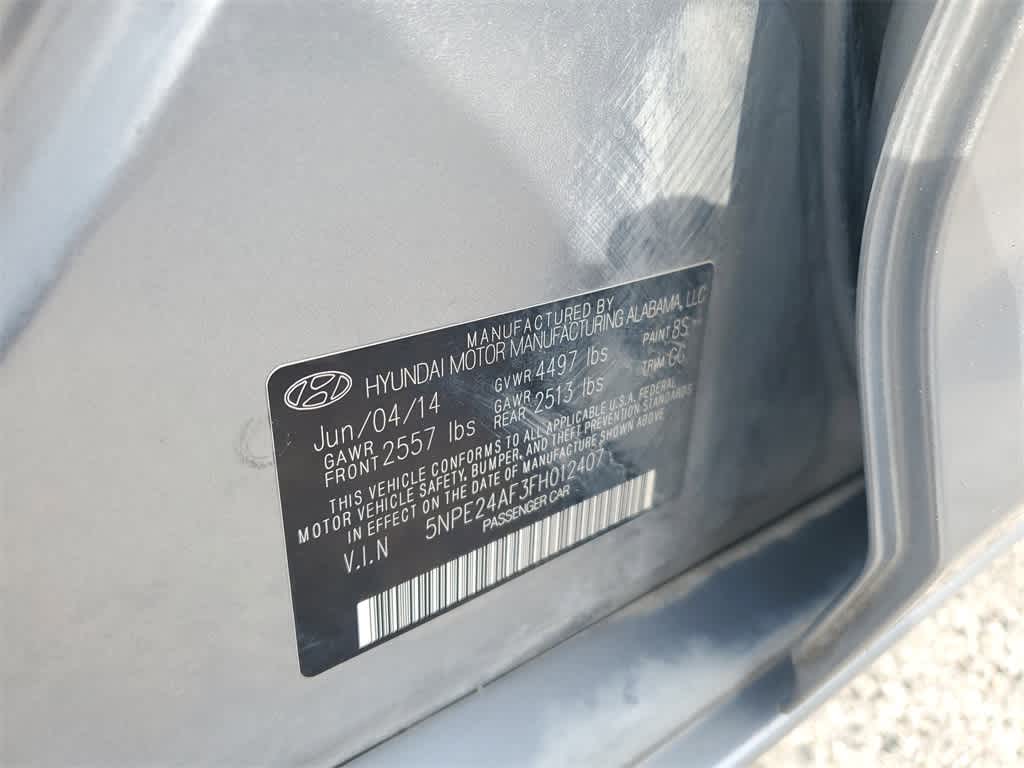 MANUFACTURED BY
HYUNDAI MOTOR MANUFACTURING ALABAMA, LLC
Jun/04/14 GVWR 4497 lbs PAINT 8S
GAWR FRONT 2557 lbs GAWR REAR 2513 lbs TRIM
THIS VEHICLE CONFORMS TO ALL APPLICABLE U.S.A. FEDERAL
MOTOR VEHICLE SAFETY, BUMPER, AND THEFT PREVENTION STANDARDS
IN EFFECT ON THE DATE OF MANUFACTURE SHOWN ABOVE.
V.I.N 5NPE24AF3FH012407
PASSENGER CAR